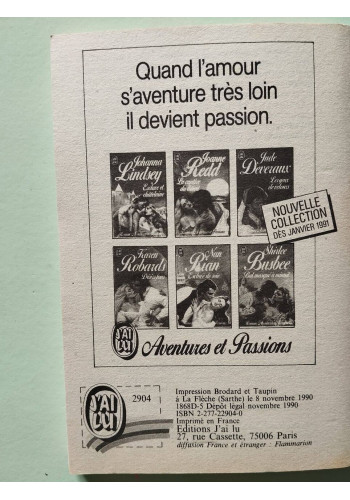 Quand l'amour
s'aventure très loin
il devient passion.
Johanna
Lindsey
Joanne
Redd
Jude
Deveraux
NOUVELLE
COLLECTION
DÈS JANVIER 1991
Karen
Robards
Nan
Ryan
Shirlee
Busbee
J'AI
LU
Aventures et Passions
J'AI
LU
2904
Impression Brodard et Taupin
à La Flèche (Sarthe) le 8 novembre 1990
1868D-5 Dépôt légal novembre 1990
ISBN 2-277-22904-0
Imprimé en France
Editions J'ai lu
27, rue Cassette, 75006 Paris
diffusion France et étranger : Flammarion